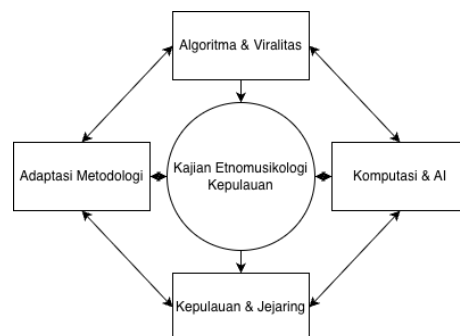 Algoritma & Viralitas
Adaptasi Metodologi
Kajian Etnomusikologi
Kepulauan
Komputasi & AI
Kepulauan & Jejaring